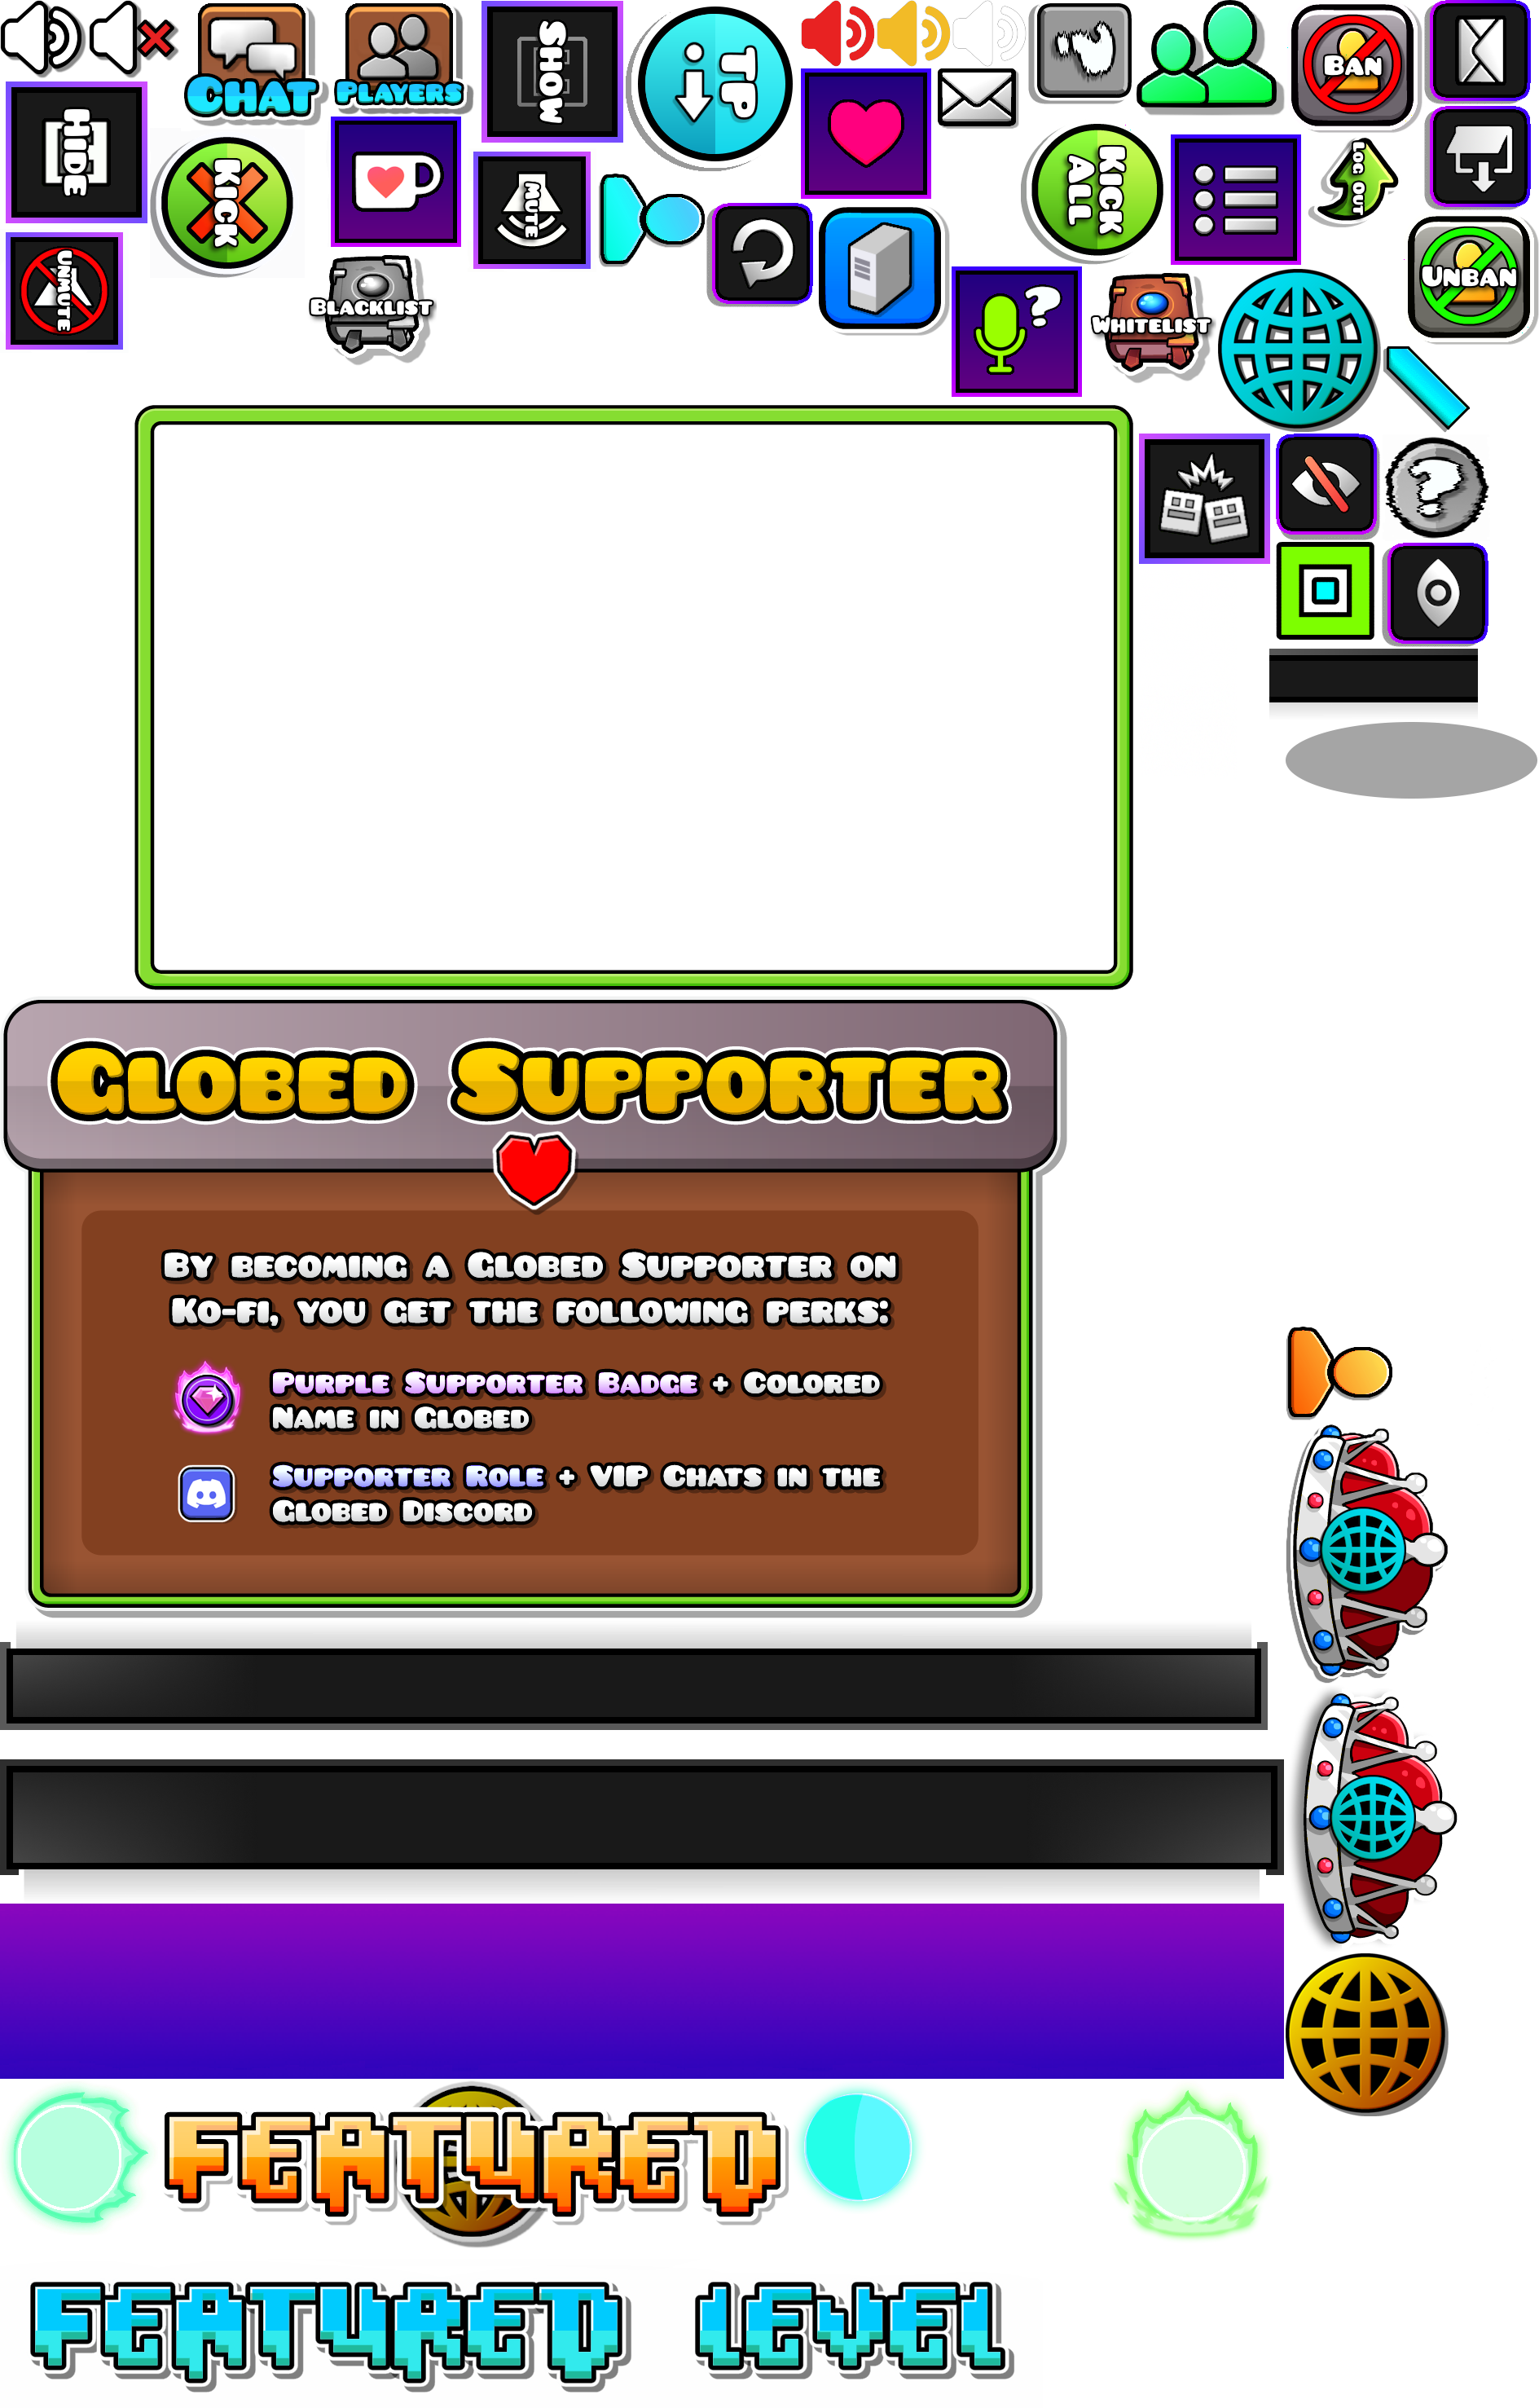 CHAT
PLAYERS
SHOW
TP
BAN
HIDE
KICK
MUTE
KICK
ALL
LOG OUT
UNMUTE
BLACKLIST
WHITELIST
UNBAN
?
?
?
GLOBED SUPPORTER
BY BECOMING A GLOBED SUPPORTER ON
KO-FI, YOU GET THE FOLLOWING PERKS:
PURPLE SUPPORTER BADGE + COLORED
NAME IN GLOBED
SUPPORTER ROLE + VIP CHATS IN THE
GLOBED DISCORD
FEATURED
FEATURED LEVEL